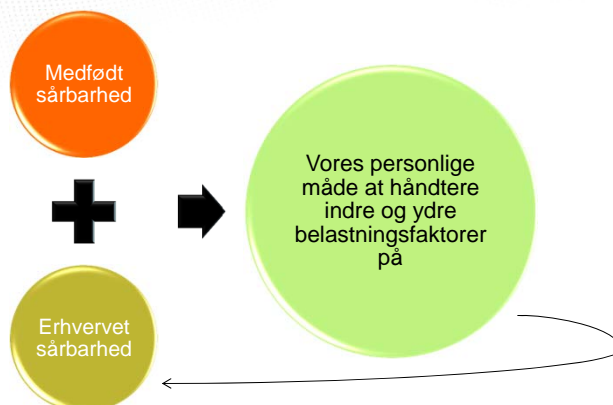 Medfødt
sårbarhed
Vores personlige
måde at håndtere
indre og ydre
belastningsfaktorer
på
Erhvervet
sårbarhed